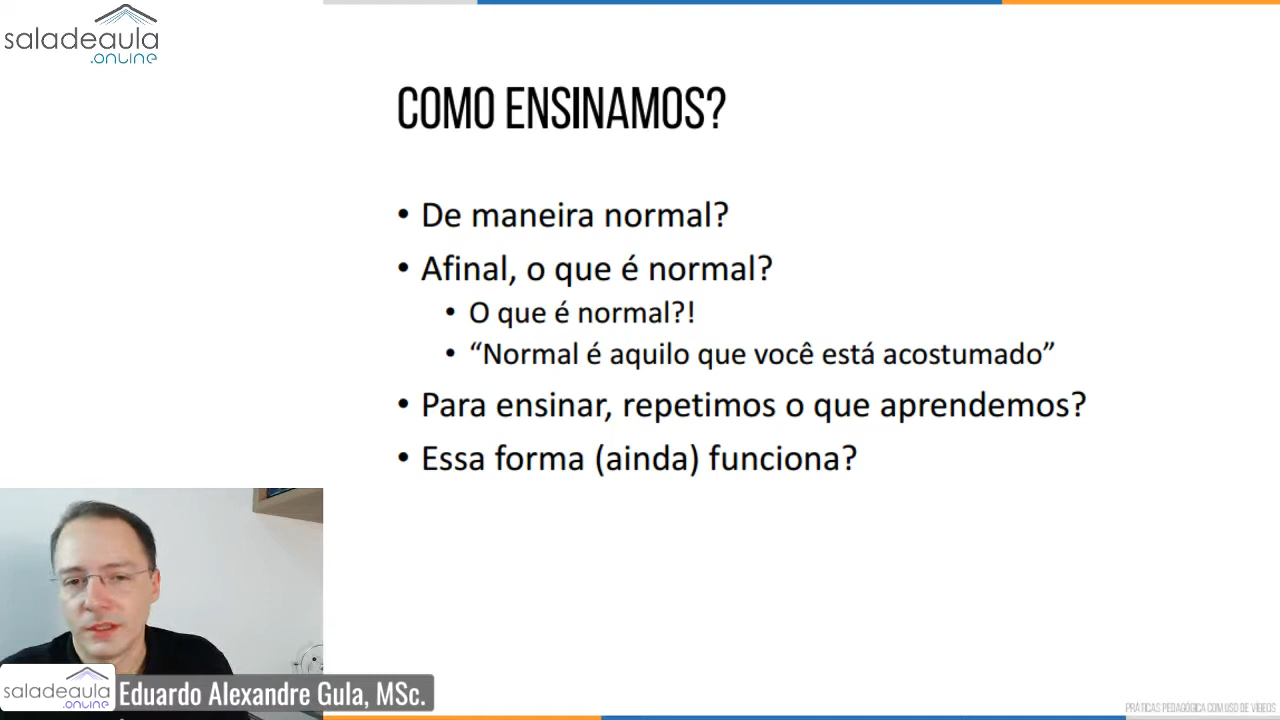 saladeaula
.online
COMO ENSINAMOS?
• De maneira normal?
• Afinal, o que é normal?
• O que é normal?!
• “Normal é aquilo que você está acostumado”
• Para ensinar, repetimos o que aprendemos?
• Essa forma (ainda) funciona?
saladeaula
.online
Eduardo Alexandre Gula, MSc.
PRÁTICAS PEDAGÓGICA COM USO DE VÍDEOS